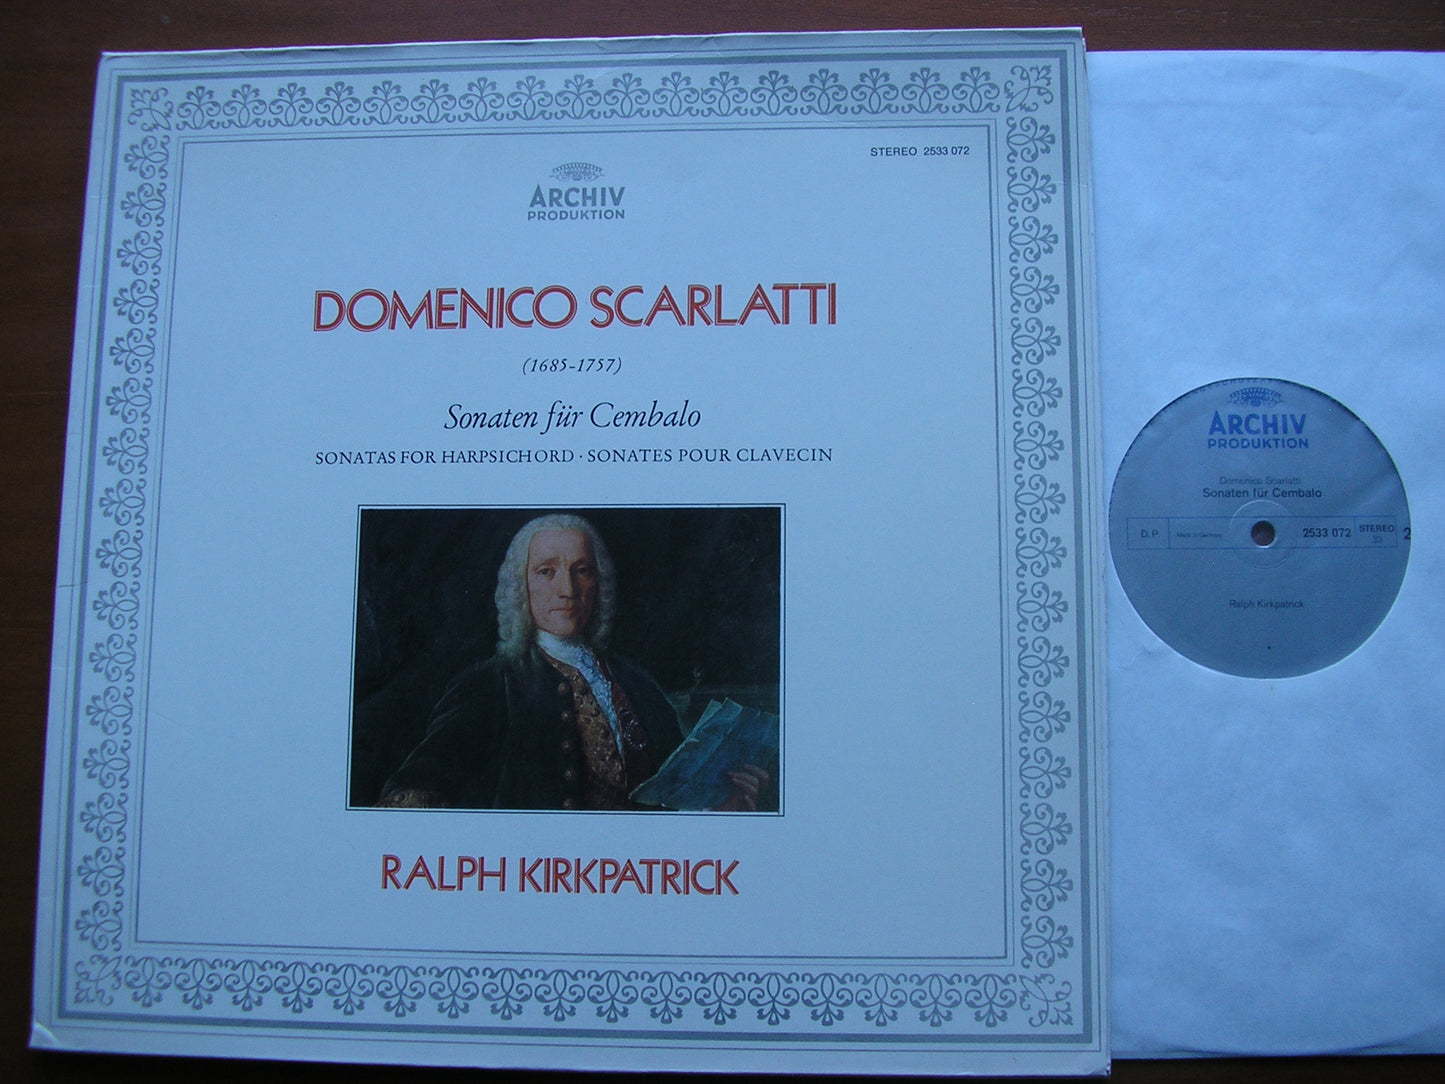 STEREO 2533 072
ARCHIV
PRODUKTION
DOMENICO SCARLATTI
(1685-1757)
Sonaten für Cembalo
SONATAS FOR HARPSICHORD · SONATES POUR CLAVECIN
RALPH KIRKPATRICK
ARCHIV
PRODUKTION
Domenico Scarlatti
Sonaten für Cembalo
D.P. Made in Germany 2533 072 STEREO 2
33
Ralph Kirkpatrick